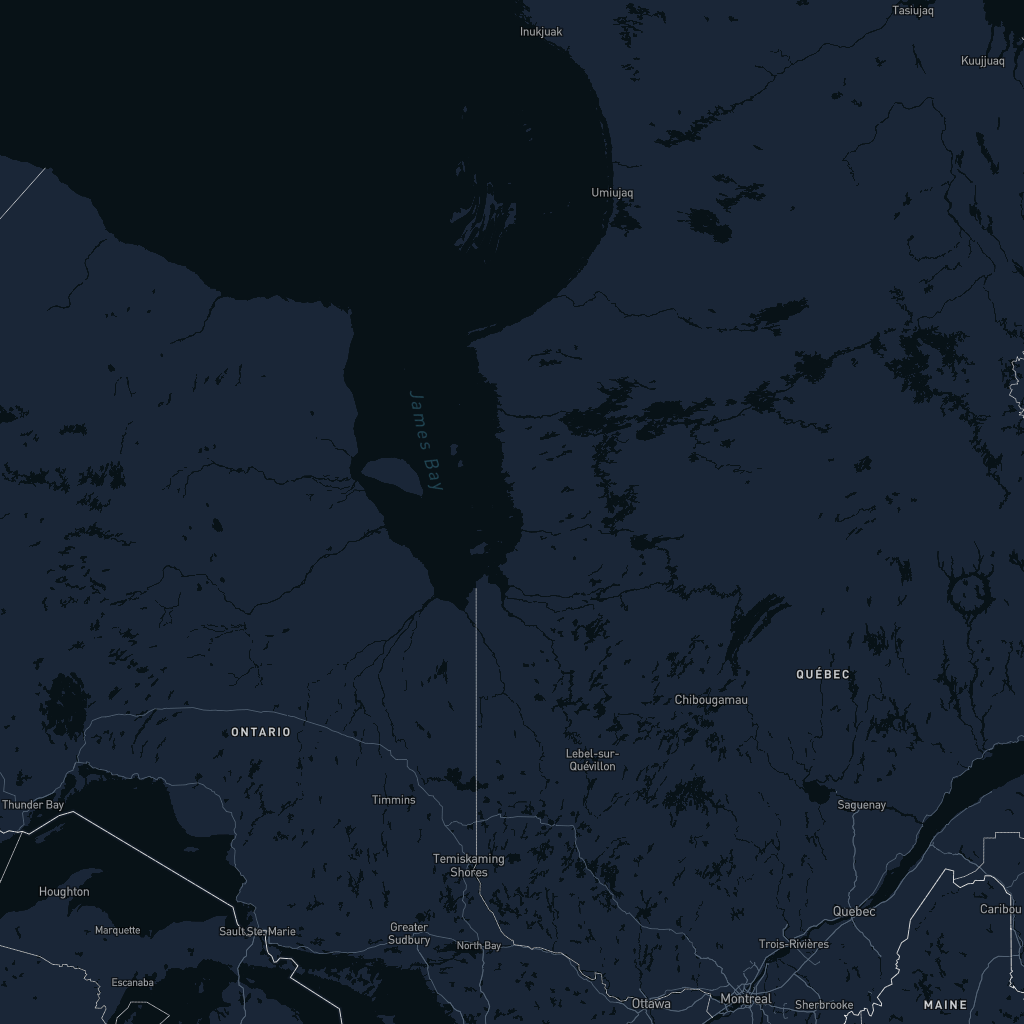 Tasiujaq
Inukjuak
Kuujjuaq
Umiujaq
James Bay
QUÉBEC
Chibougamau
ONTARIO
Lebel-sur-
Quévillon
Timmins
Thunder Bay
Saguenay
Temiskaming
Shores
Houghton
Caribou
Quebec
Marquette
Sault Ste-Marie
Greater
Sudbury
North Bay
Trois-Rivières
Escanaba
Ottawa
Montreal
Sherbrooke
MAINE